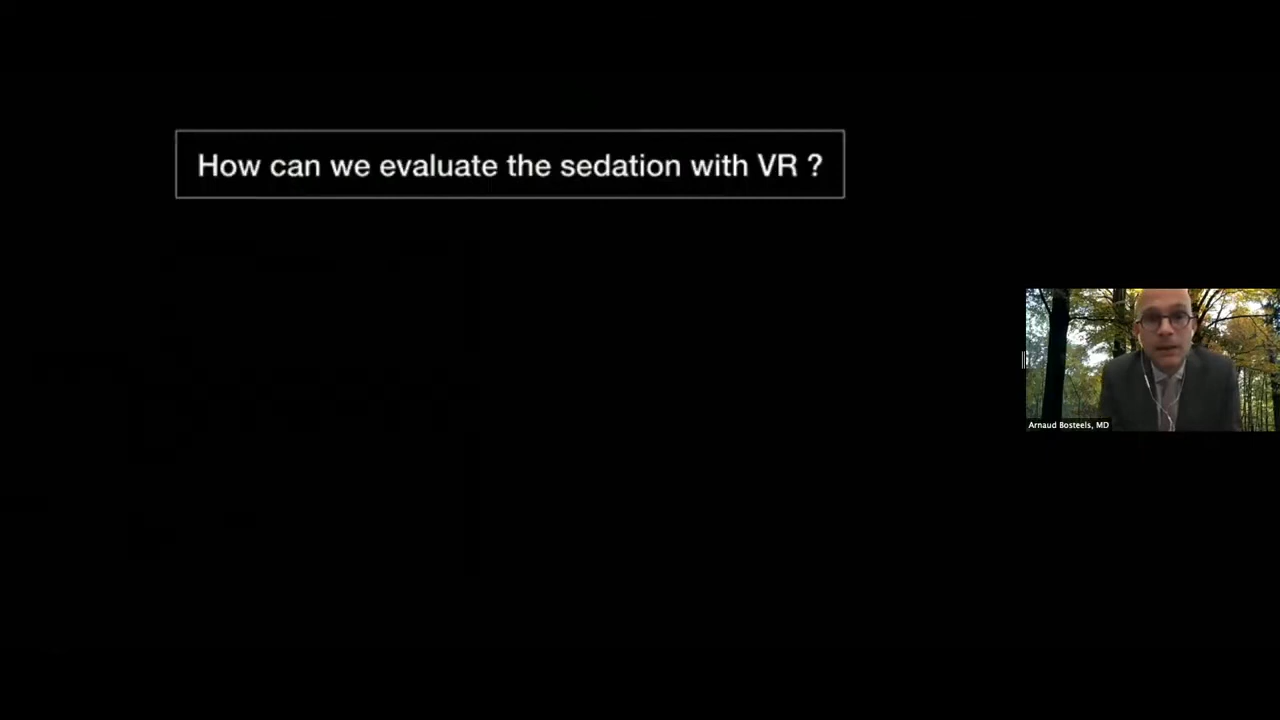 How can we evaluate the sedation with VR ?
Arnaud Bosteels, MD